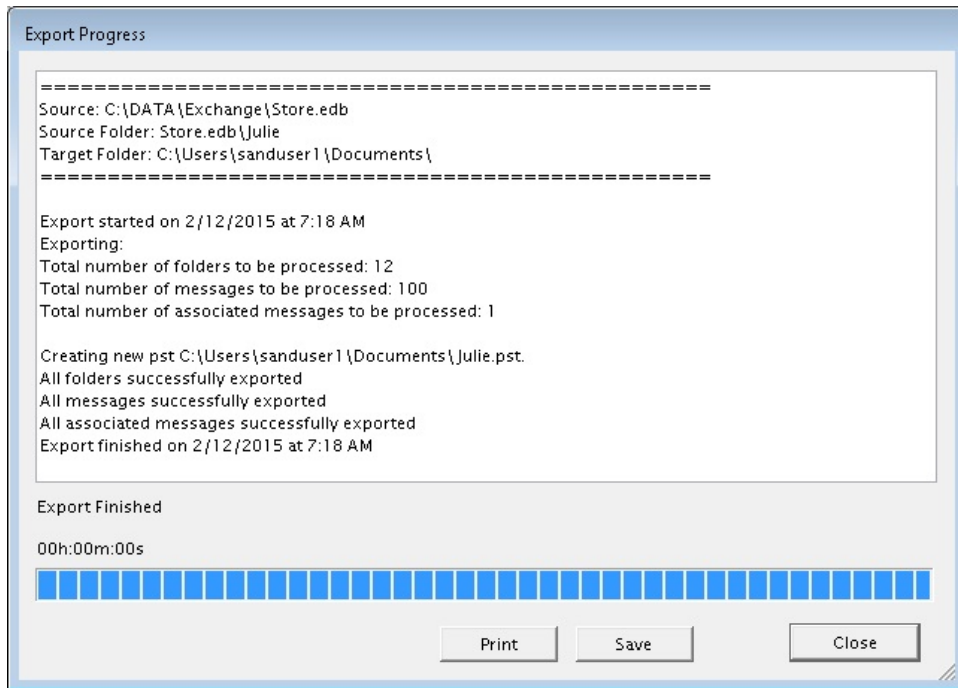 Export Progress
==================================================
Source: C:\DATA\Exchange\Store.edb
Source Folder: Store.edb\Julie
Target Folder: C:\Users\sanduser1\Documents\
==================================================
Export started on 2/12/2015 at 7:18 AM
Exporting:
Total number of folders to be processed: 12
Total number of messages to be processed: 100
Total number of associated messages to be processed: 1
Creating new pst C:\Users\sanduser1\Documents\Julie.pst.
All folders successfully exported
All messages successfully exported
All associated messages successfully exported
Export finished on 2/12/2015 at 7:18 AM
Export Finished
00h:00m:00s
Print Save Close